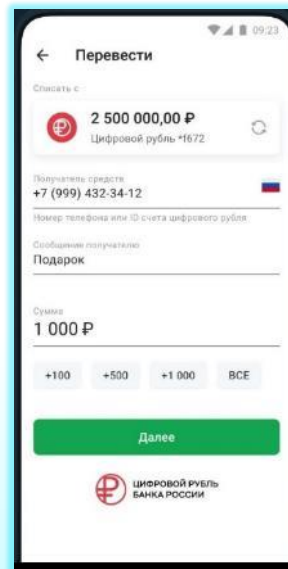 09:23
Перевести
Списать с
2 500 000,00 ₽
Цифровой рубль *f672
Получатель средств
+7 (999) 432-34-12
Номер телефона или ID счета цифрового рубля
Сообщение получателю
Подарок
Сумма
1 000 ₽
+100 +500 +1 000 ВСЕ
Далее
ЦИФРОВОЙ РУБЛЬ
БАНКА РОССИИ